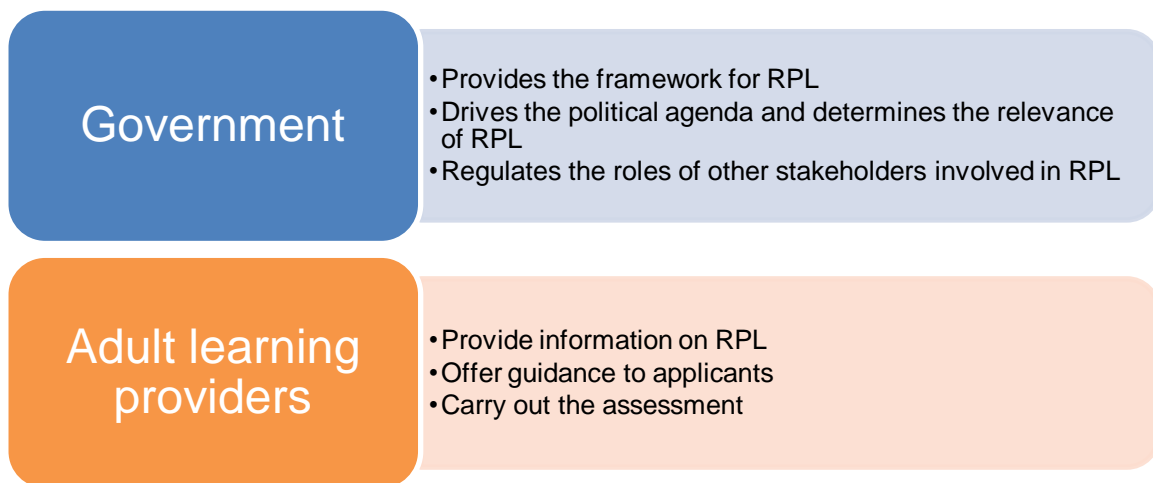 Government
•Provides the framework for RPL
•Drives the political agenda and determines the relevance
of RPL
•Regulates the roles of other stakeholders involved in RPL
Adult learning
providers
•Provide information on RPL
•Offer guidance to applicants
•Carry out the assessment